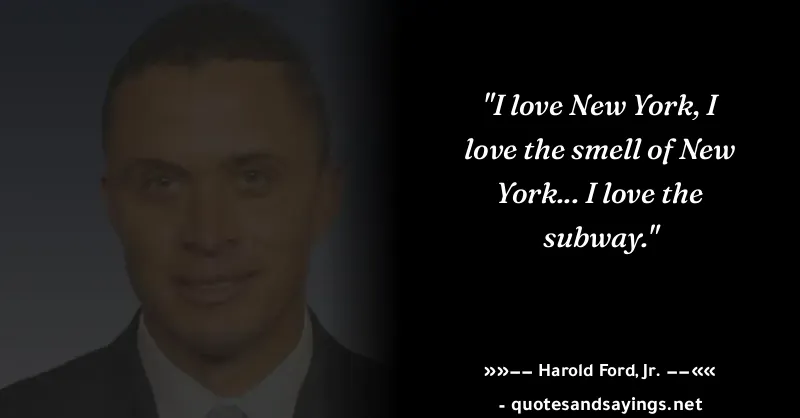 "I love New York, I
love the smell of New
York... I love the
subway."
»»−− Harold Ford, Jr. −−««
- quotesandsayings.net